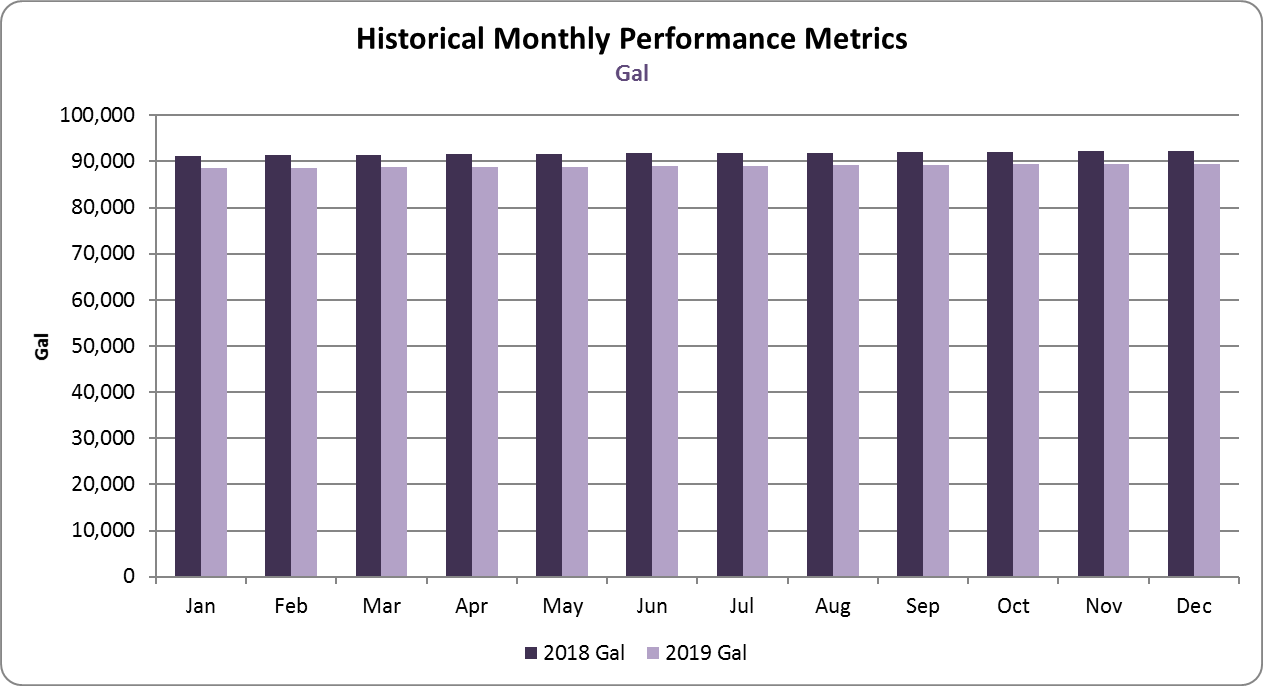 Historical Monthly Performance Metrics
Gal
100,000
90,000
80,000
70,000
60,000
50,000
40,000
30,000
20,000
10,000
0
Gal
Jan Feb Mar Apr May Jun Jul Aug Sep Oct Nov Dec
2018 Gal 2019 Gal